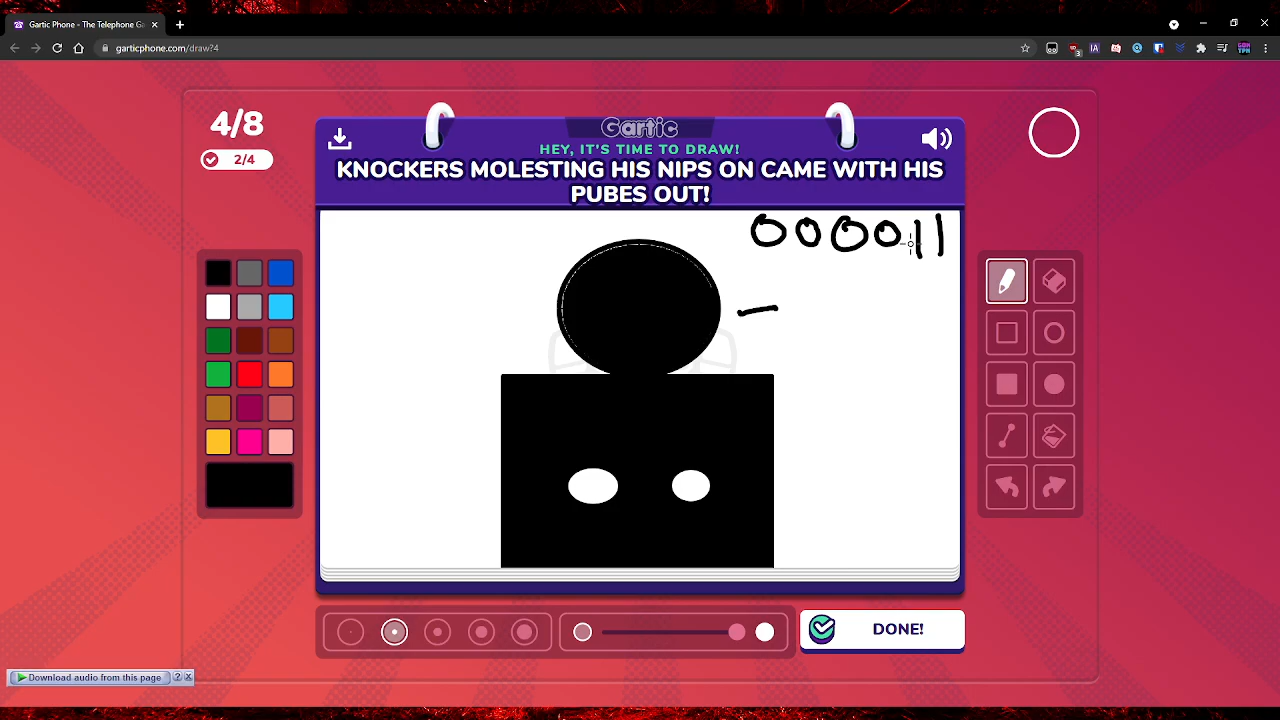 Gartic Phone - The Telephone Ga
garticphone.com/draw?4
4/8
2/4
Gartic
HEY, IT'S TIME TO DRAW!
KNOCKERS MOLESTING HIS NIPS ON CAME WITH HIS
PUBES OUT!
000011
DONE!
Download audio from this page
?